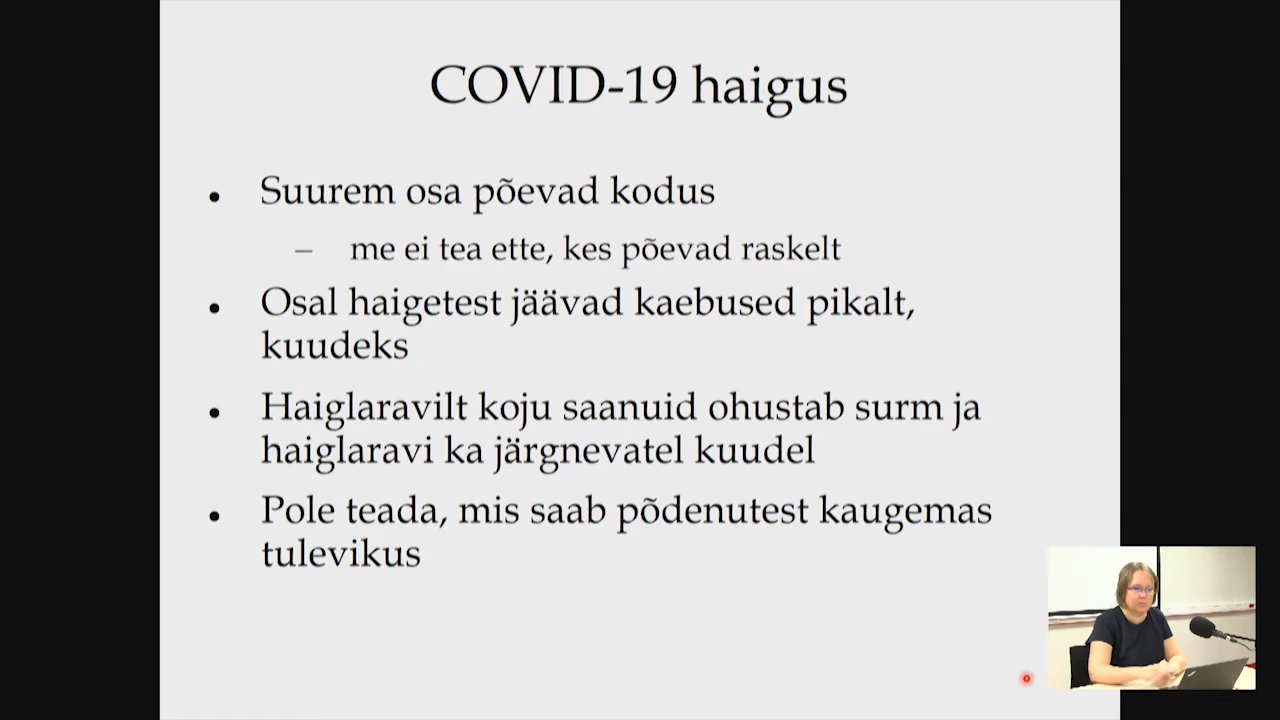 COVID-19 haigus
• Suurem osa põevad kodus
– me ei tea ette, kes põevad raskelt
• Osal haigetest jäävad kaebused pikalt,
kuudeks
• Haiglaravilt koju saanuid ohustab surm ja
haiglaravi ka järgnevatel kuudel
• Pole teada, mis saab põdenutest kaugemas
tulevikus